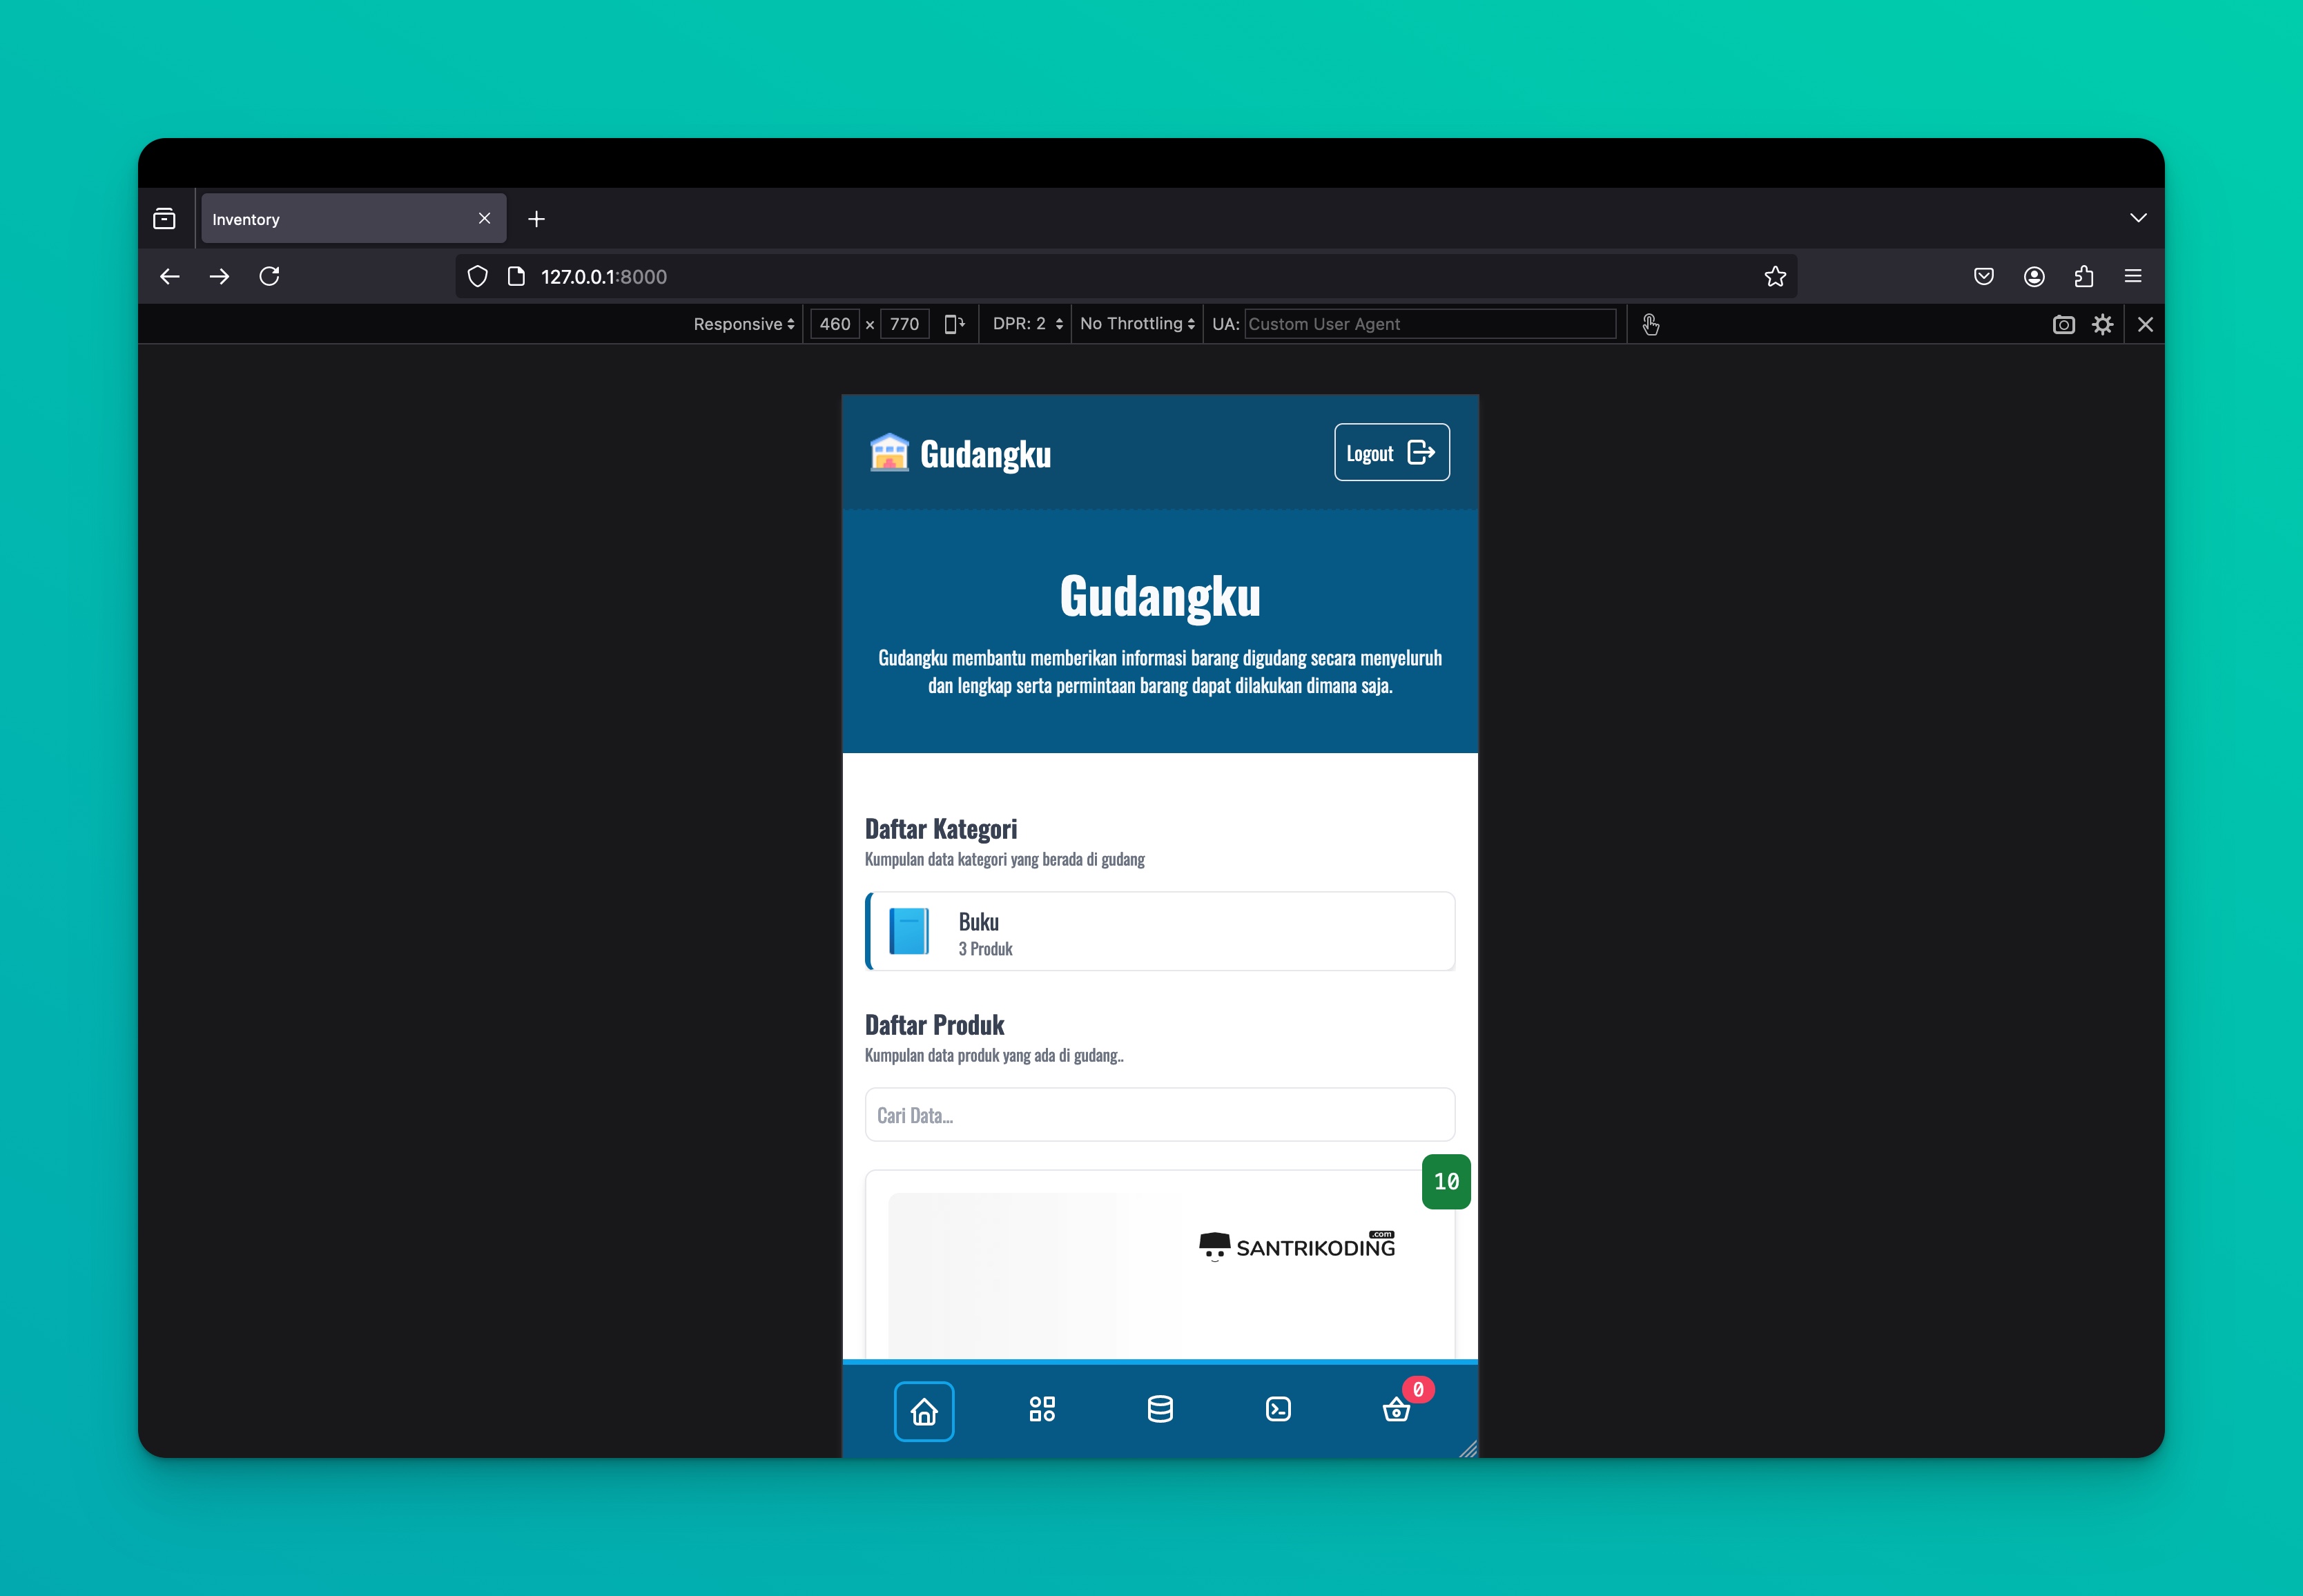 Inventory
127.0.0.1:8000
Responsive 460 x 770 DPR: 2 No Throttling UA: Custom User Agent
Gudangku
Logout
Gudangku
Gudangku membantu memberikan informasi barang digudang secara menyeluruh
dan lengkap serta permintaan barang dapat dilakukan dimana saja.
Daftar Kategori
Kumpulan data kategori yang berada di gudang
Buku
3 Produk
Daftar Produk
Kumpulan data produk yang ada di gudang..
Cari Data...
10
SANTRIKODING
.com
0